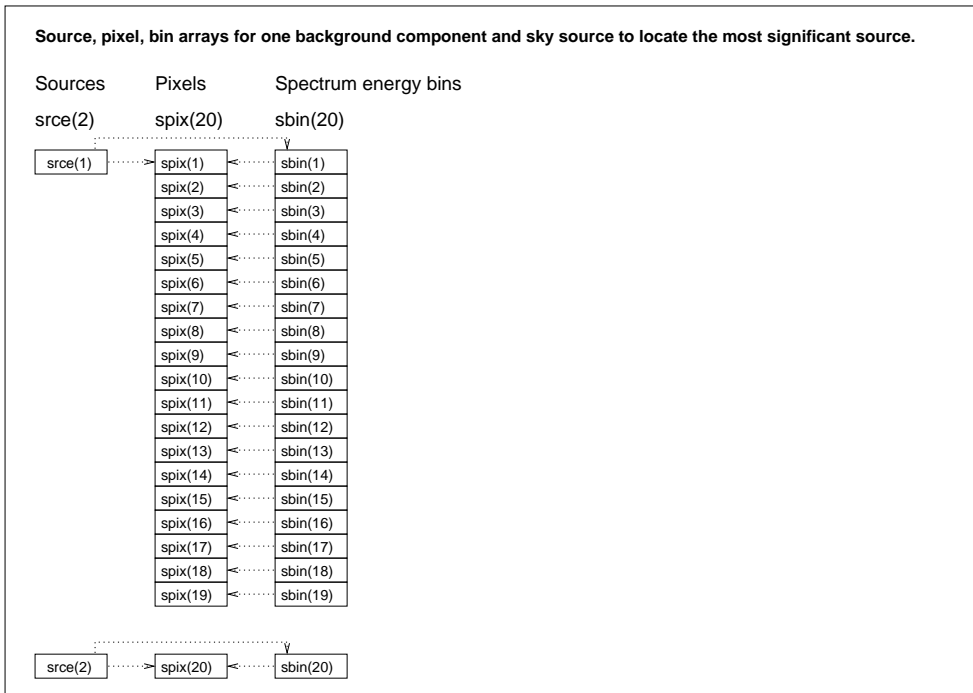 Source, pixel, bin arrays for one background component and sky source to locate the most significant source.
Sources Pixels Spectrum energy bins
srce(2) spix(20) sbin(20)
srce(1) spix(1) sbin(1)
spix(2) sbin(2)
spix(3) sbin(3)
spix(4) sbin(4)
spix(5) sbin(5)
spix(6) sbin(6)
spix(7) sbin(7)
spix(8) sbin(8)
spix(9) sbin(9)
spix(10) sbin(10)
spix(11) sbin(11)
spix(12) sbin(12)
spix(13) sbin(13)
spix(14) sbin(14)
spix(15) sbin(15)
spix(16) sbin(16)
spix(17) sbin(17)
spix(18) sbin(18)
spix(19) sbin(19)
srce(2) spix(20) sbin(20)